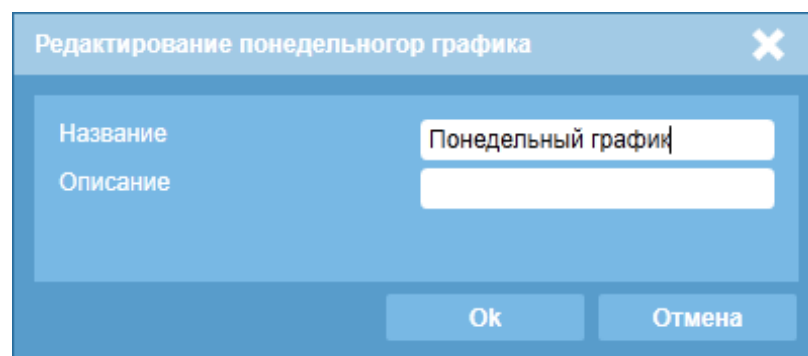 Редактирование понедельногор графика
Название Понедельный график
Описание
Ok Отмена